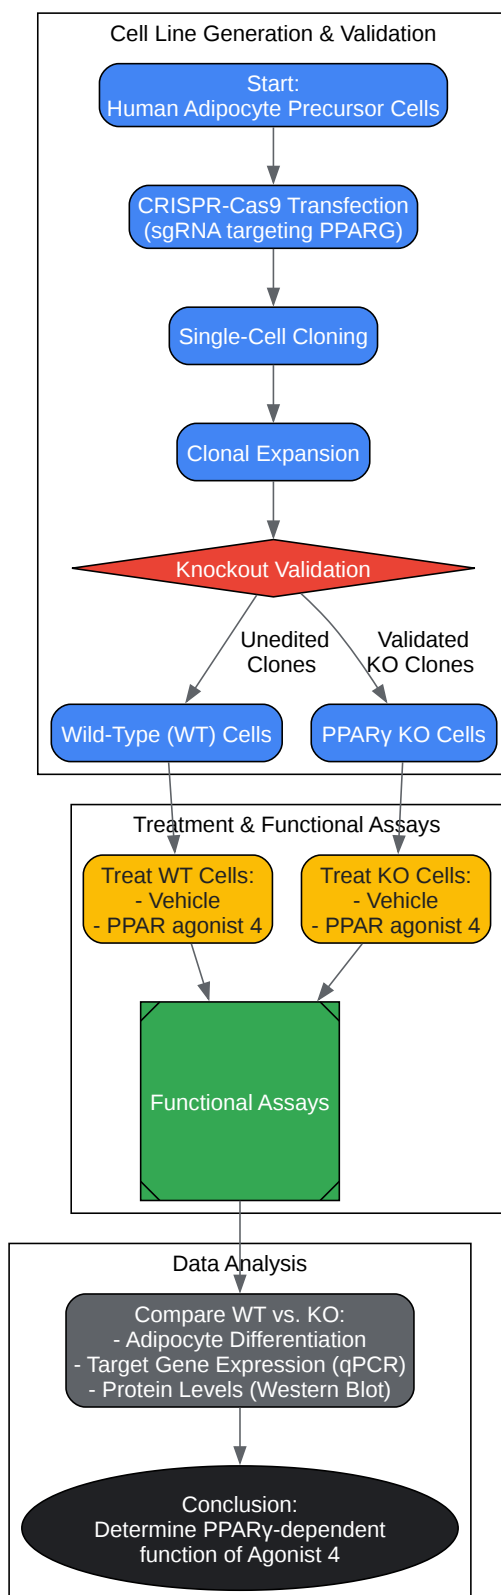 Cell Line Generation & Validation
Start:
Human Adipocyte Precursor Cells
CRISPR-Cas9 Transfection
(sgRNA targeting PPARG)
Single-Cell Cloning
Clonal Expansion
Knockout Validation
Unedited
Clones
Validated
KO Clones
Wild-Type (WT) Cells
PPARγ KO Cells
Treatment & Functional Assays
Treat WT Cells:
- Vehicle
- PPAR agonist 4
Treat KO Cells:
- Vehicle
- PPAR agonist 4
Functional Assays
Data Analysis
Compare WT vs. KO:
- Adipocyte Differentiation
- Target Gene Expression (qPCR)
- Protein Levels (Western Blot)
Conclusion:
Determine PPARγ-dependent
function of Agonist 4